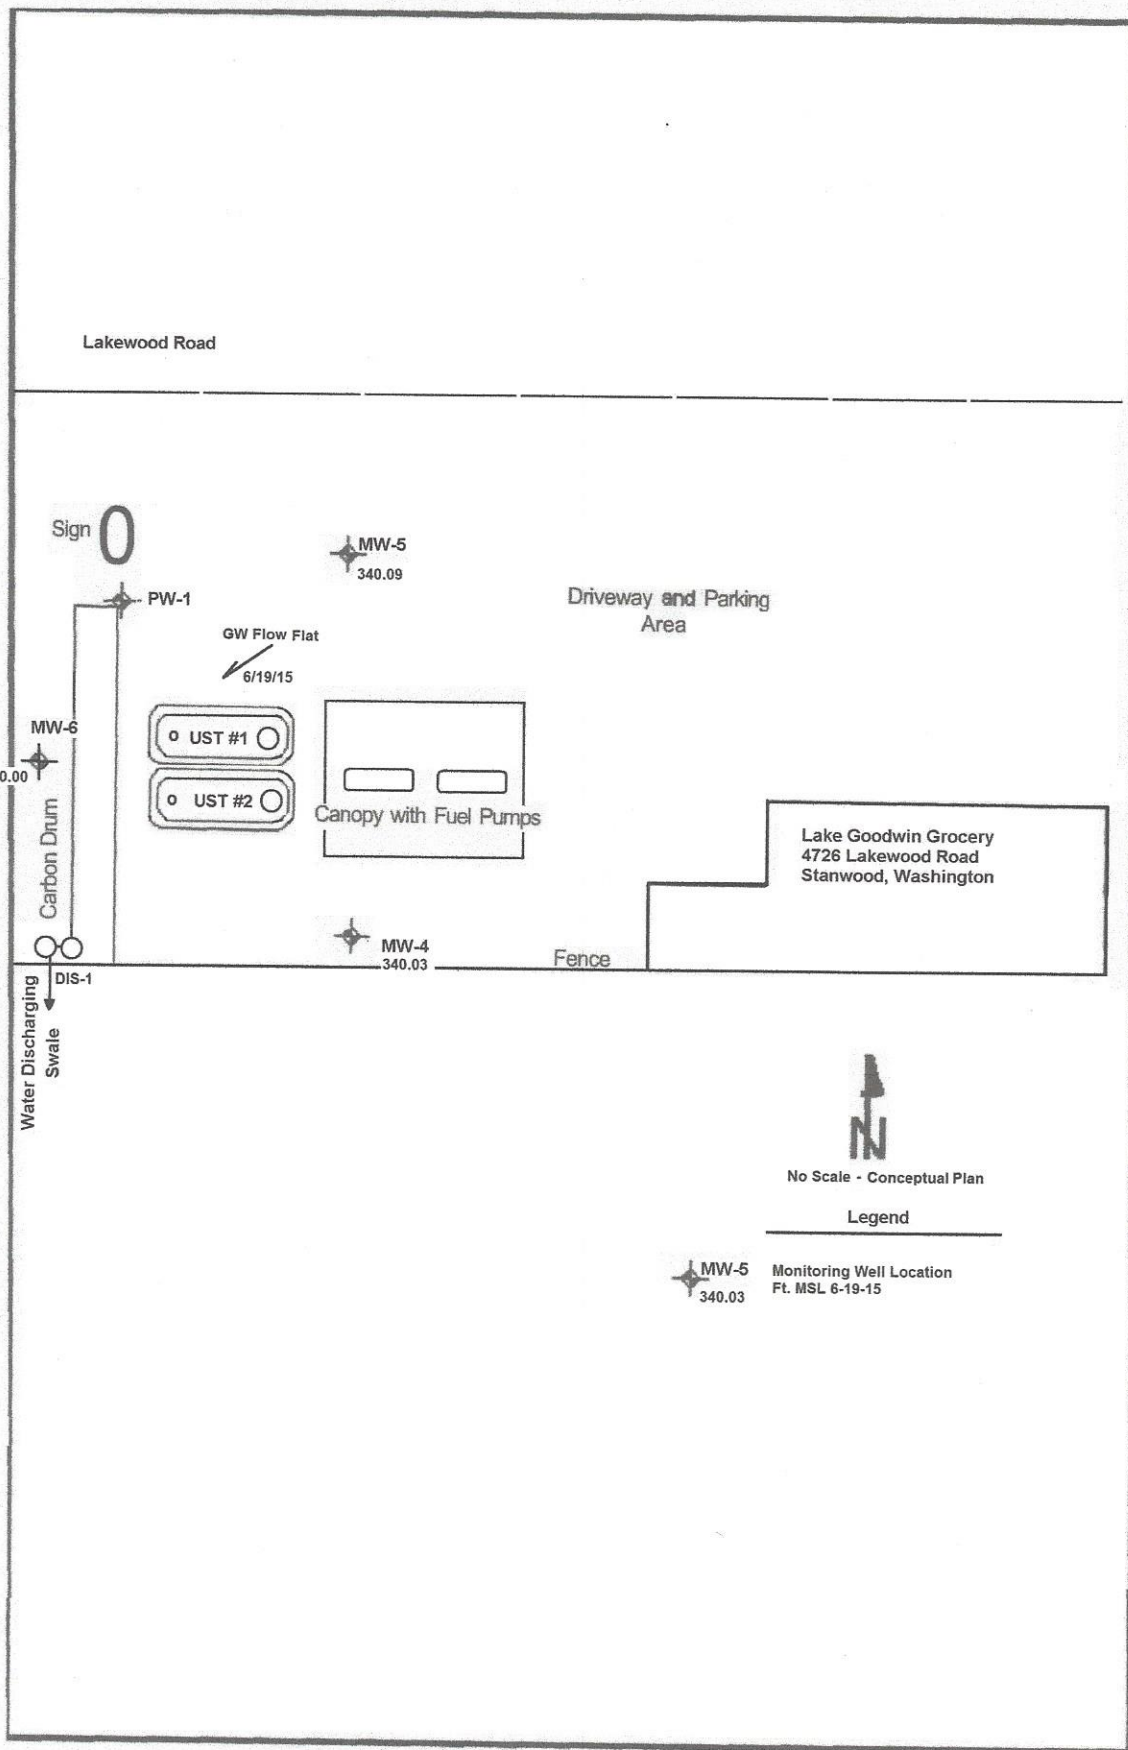 Lakewood Road
Sign
MW-5
340.09
PW-1
Driveway and Parking
Area
GW Flow Flat
6/19/15
MW-6
0.00
UST #1
UST #2
Canopy with Fuel Pumps
Carbon Drum
Lake Goodwin Grocery
4726 Lakewood Road
Stanwood, Washington
MW-4
340.03
Fence
DIS-1
Water Discharging
Swale
N
No Scale - Conceptual Plan
Legend
MW-5
340.03
Monitoring Well Location
Ft. MSL 6-19-15